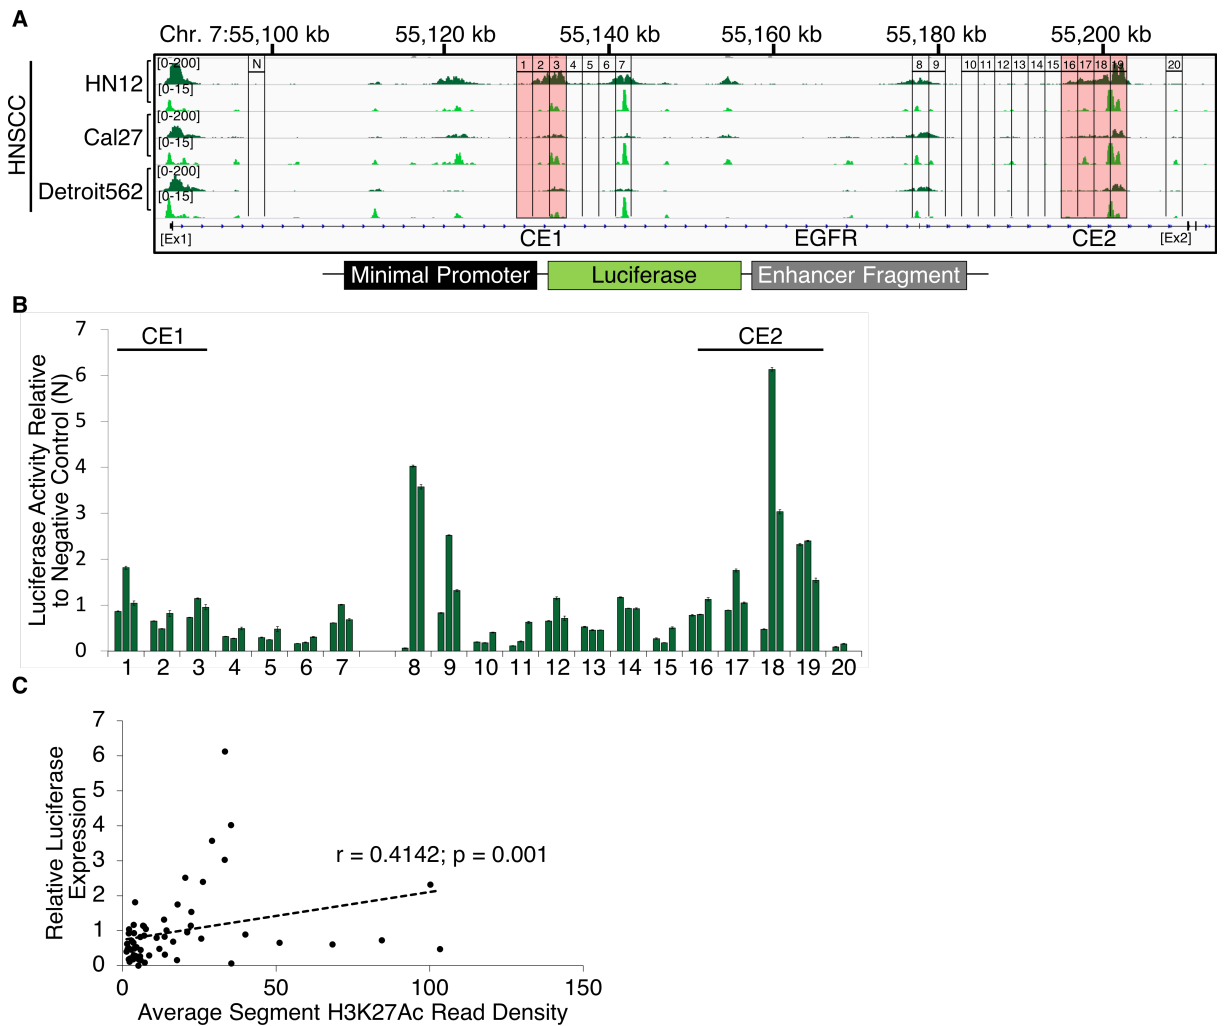 A
Chr. 7:55,100 kb 55,120 kb 55,140 kb 55,160 kb 55,180 kb 55,200 kb
HNSCC
[0-200] N 1 2 3 4 5 6 7 8 9 10 11 12 13 14 15 16 17 18 19 20
HN12
[0-15]
[0-200]
Cal27
[0-15]
[0-200]
Detroit562
[0-15]
[Ex1] CE1 EGFR CE2 [Ex2]
Minimal Promoter Luciferase Enhancer Fragment
B
Luciferase Activity Relative
to Negative Control (N)
7
CE1 CE2
6
5
4
3
2
1
0
1 2 3 4 5 6 7 8 9 10 11 12 13 14 15 16 17 18 19 20
C
Relative Luciferase
Expression
7
6
5
4
3
r = 0.4142; p = 0.001
2
1
0
0 50 100 150
Average Segment H3K27Ac Read Density